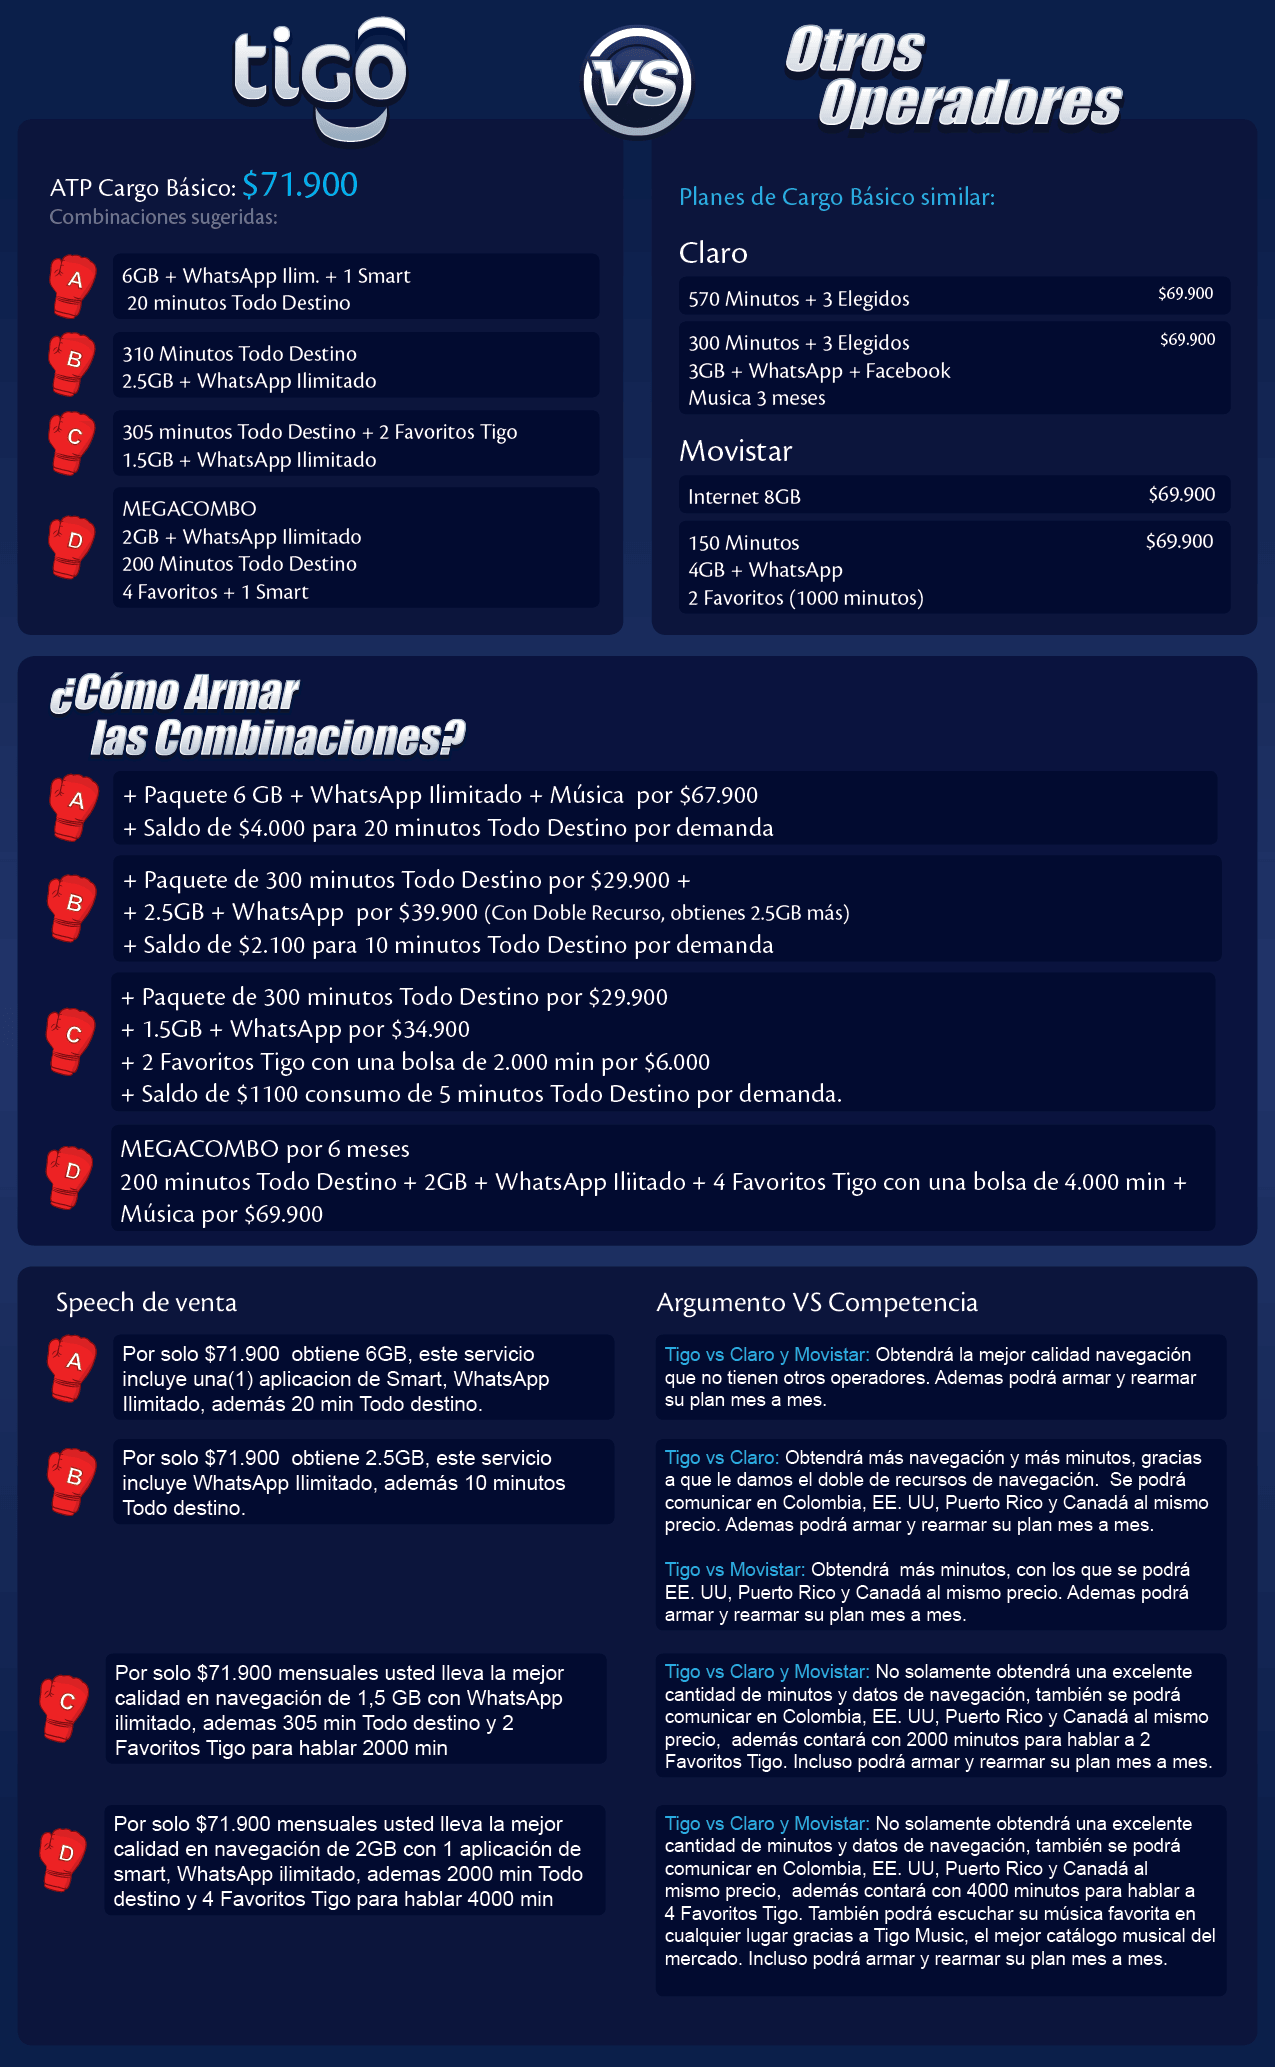 tigo
VS
Otros
Operadores
ATP Cargo Básico: $71.900
Combinaciones sugeridas:
A
6GB + WhatsApp Ilim. + 1 Smart
20 minutos Todo Destino
B
310 Minutos Todo Destino
2.5GB + WhatsApp Ilimitado
C
305 minutos Todo Destino + 2 Favoritos Tigo
1.5GB + WhatsApp Ilimitado
D
MEGACOMBO
2GB + WhatsApp Ilimitado
200 Minutos Todo Destino
4 Favoritos + 1 Smart
Planes de Cargo Básico similar:
Claro
570 Minutos + 3 Elegidos $69.900
300 Minutos + 3 Elegidos $69.900
3GB + WhatsApp + Facebook
Musica 3 meses
Movistar
Internet 8GB $69.900
150 Minutos $69.900
4GB + WhatsApp
2 Favoritos (1000 minutos)
¿Cómo Armar
las Combinaciones?
A
+ Paquete 6 GB + WhatsApp Ilimitado + Música por $67.900
+ Saldo de $4.000 para 20 minutos Todo Destino por demanda
B
+ Paquete de 300 minutos Todo Destino por $29.900 +
+ 2.5GB + WhatsApp por $39.900 (Con Doble Recurso, obtienes 2.5GB más)
+ Saldo de $2.100 para 10 minutos Todo Destino por demanda
C
+ Paquete de 300 minutos Todo Destino por $29.900
+ 1.5GB + WhatsApp por $34.900
+ 2 Favoritos Tigo con una bolsa de 2.000 min por $6.000
+ Saldo de $1100 consumo de 5 minutos Todo Destino por demanda.
D
MEGACOMBO por 6 meses
200 minutos Todo Destino + 2GB + WhatsApp Iliitado + 4 Favoritos Tigo con una bolsa de 4.000 min +
Música por $69.900
Speech de venta
Argumento VS Competencia
A
Por solo $71.900 obtiene 6GB, este servicio
incluye una(1) aplicacion de Smart, WhatsApp
Ilimitado, además 20 min Todo destino.
Tigo vs Claro y Movistar: Obtendrá la mejor calidad navegación
que no tienen otros operadores. Ademas podrá armar y rearmar
su plan mes a mes.
B
Por solo $71.900 obtiene 2.5GB, este servicio
incluye WhatsApp Ilimitado, además 10 minutos
Todo destino.
Tigo vs Claro: Obtendrá más navegación y más minutos, gracias
a que le damos el doble de recursos de navegación. Se podrá
comunicar en Colombia, EE. UU, Puerto Rico y Canadá al mismo
precio. Ademas podrá armar y rearmar su plan mes a mes.
Tigo vs Movistar: Obtendrá más minutos, con los que se podrá
EE. UU, Puerto Rico y Canadá al mismo precio. Ademas podrá
armar y rearmar su plan mes a mes.
C
Por solo $71.900 mensuales usted lleva la mejor
calidad en navegación de 1,5 GB con WhatsApp
ilimitado, ademas 305 min Todo destino y 2
Favoritos Tigo para hablar 2000 min
Tigo vs Claro y Movistar: No solamente obtendrá una excelente
cantidad de minutos y datos de navegación, también se podrá
comunicar en Colombia, EE. UU, Puerto Rico y Canadá al mismo
precio, además contará con 2000 minutos para hablar a 2
Favoritos Tigo. Incluso podrá armar y rearmar su plan mes a mes.
D
Por solo $71.900 mensuales usted lleva la mejor
calidad en navegación de 2GB con 1 aplicación de
smart, WhatsApp ilimitado, ademas 2000 min Todo
destino y 4 Favoritos Tigo para hablar 4000 min
Tigo vs Claro y Movistar: No solamente obtendrá una excelente
cantidad de minutos y datos de navegación, también se podrá
comunicar en Colombia, EE. UU, Puerto Rico y Canadá al
mismo precio, además contará con 4000 minutos para hablar a
4 Favoritos Tigo. También podrá escuchar su música favorita en
cualquier lugar gracias a Tigo Music, el mejor catálogo musical del
mercado. Incluso podrá armar y rearmar su plan mes a mes.